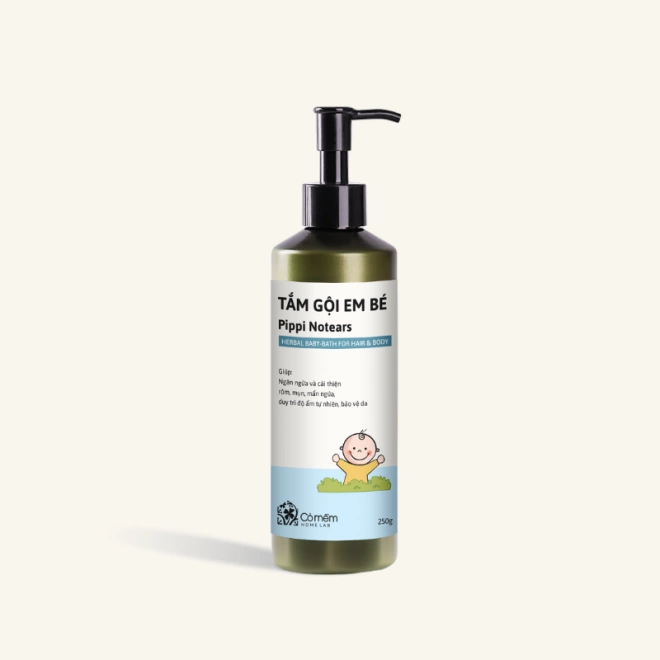 TẮM GỘI EM BÉ
Pippi Notears
HERBAL BABY-BATH FOR HAIR & BODY
Giúp:
Ngăn ngừa và cải thiện
rôm, mụn, mẩn ngứa,
duy trì độ ẩm tự nhiên, bảo vệ da
Cỏ mềm
HOME LAB
250g